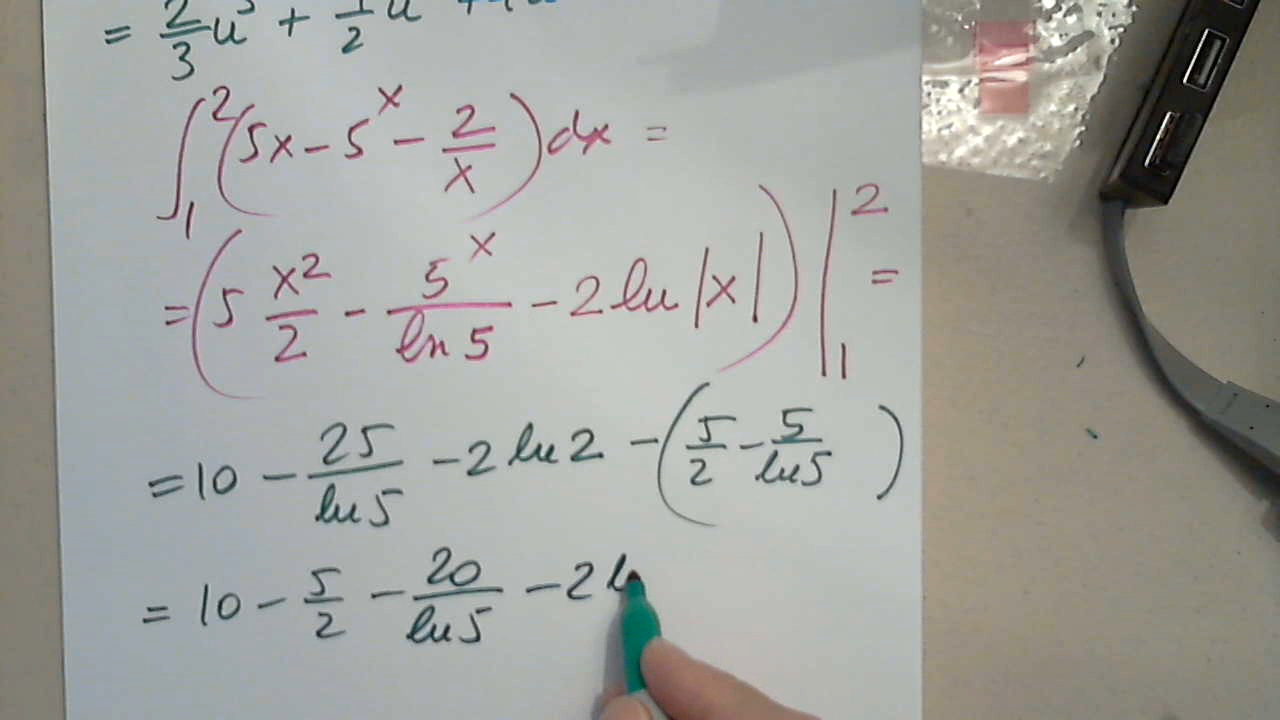 = 2/3 u³ + 1/2 u
∫₁² (5x − 5ˣ − 2/x) dx =
= (5 x²/2 − 5ˣ/ln 5 − 2 ln |x|) |₁² =
= 10 − 25/ln 5 − 2 ln 2 − (5/2 − 5/ln 5 )
= 10 − 5/2 − 20/ln 5 − 2 l